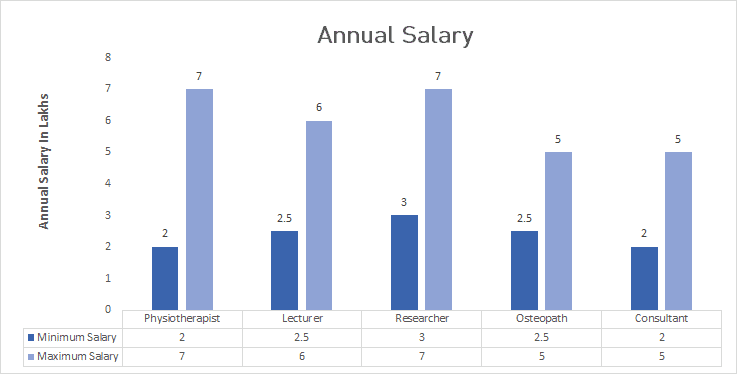 Annual Salary
Annual Salary In Lakhs
8
7
6
5
4
3
2
1
0
2 7
2.5 6
3 7
2.5 5
2 5
Physiotherapist Lecturer Researcher Osteopath Consultant
Minimum Salary 2 2.5 3 2.5 2
Maximum Salary 7 6 7 5 5